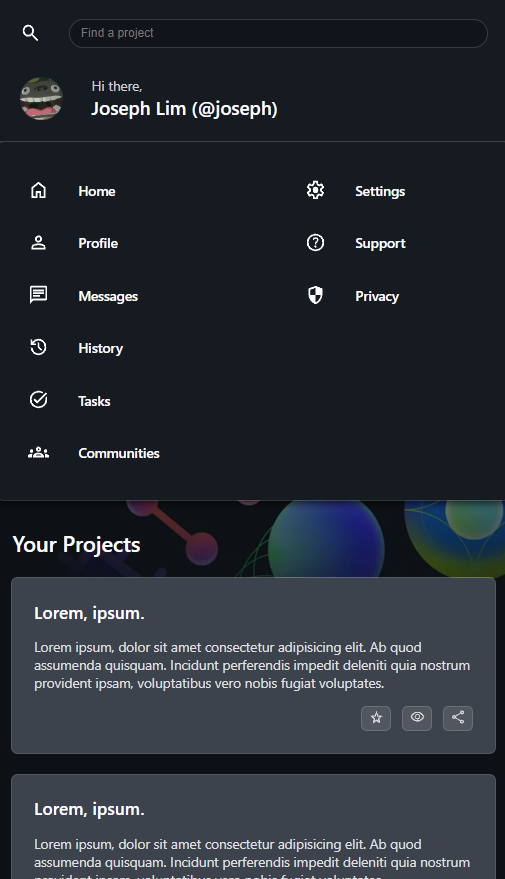 Find a project
Hi there,
Joseph Lim (@joseph)
Home
Profile
Messages
History
Tasks
Communities
Settings
Support
Privacy
Your Projects
Lorem, ipsum.
Lorem ipsum, dolor sit amet consectetur adipisicing elit. Ab quod
assumenda quisquam. Incidunt perferendis impedit deleniti quia nostrum
provident ipsam, voluptatibus vero nobis fugiat voluptates.
Lorem, ipsum.
Lorem ipsum, dolor sit amet consectetur adipisicing elit. Ab quod
assumenda quisquam. Incidunt perferendis impedit deleniti quia nostrum